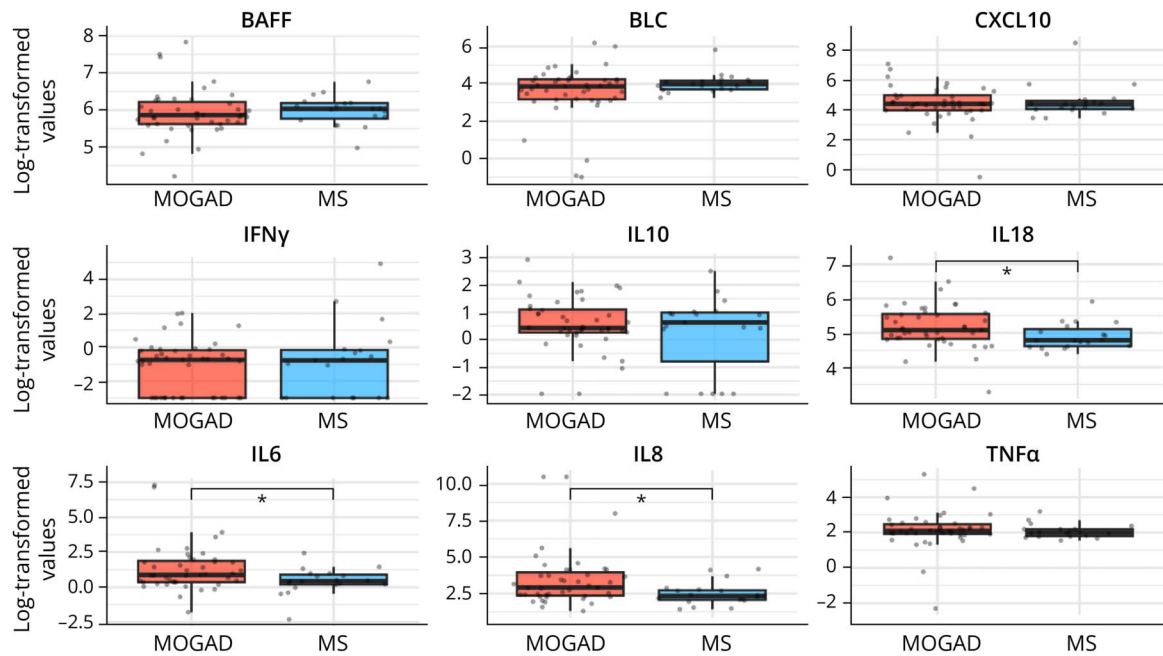 BAFF
BLC
CXCL10
Log-transformed
values
8
7
6
5
6
4
2
0
8
6
4
2
0
MOGAD
MS
MOGAD
MS
MOGAD
MS
IFNγ
IL10
IL18
Log-transformed
values
4
2
0
−2
3
2
1
0
−1
−2
7
6
5
4
*
MOGAD
MS
MOGAD
MS
MOGAD
MS
IL6
IL8
TNFα
Log-transformed
values
7.5
5.0
2.5
0.0
−2.5
*
10.0
7.5
5.0
2.5
*
4
2
0
−2
MOGAD
MS
MOGAD
MS
MOGAD
MS